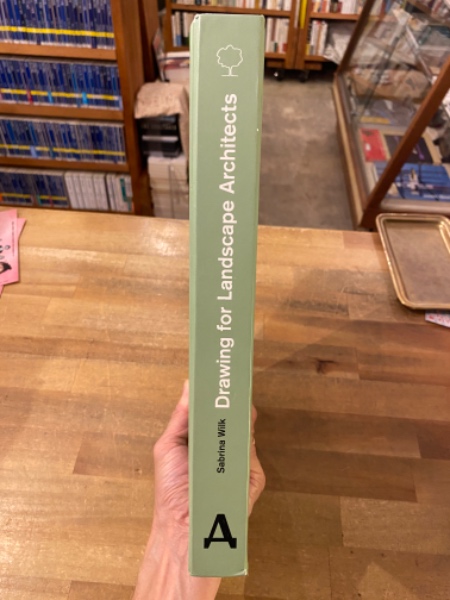 Drawing for Landscape Architects
Sabrina Wilk
Д